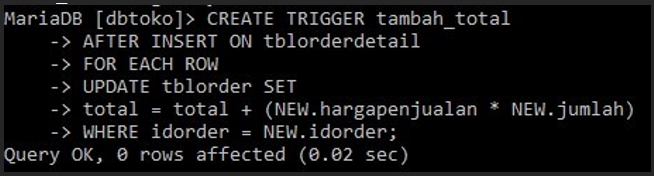 MariaDB [dbtoko]> CREATE TRIGGER tambah_total
-> AFTER INSERT ON tblorderdetail
-> FOR EACH ROW
-> UPDATE tblorder SET
-> total = total + (NEW.hargapenjualan * NEW.jumlah)
-> WHERE idorder = NEW.idorder;
Query OK, 0 rows affected (0.02 sec)